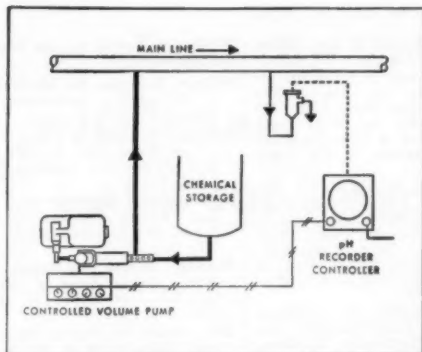 MAIN LINE
CHEMICAL
STORAGE
pH
RECORDER
CONTROLLER
CONTROLLED VOLUME PUMP